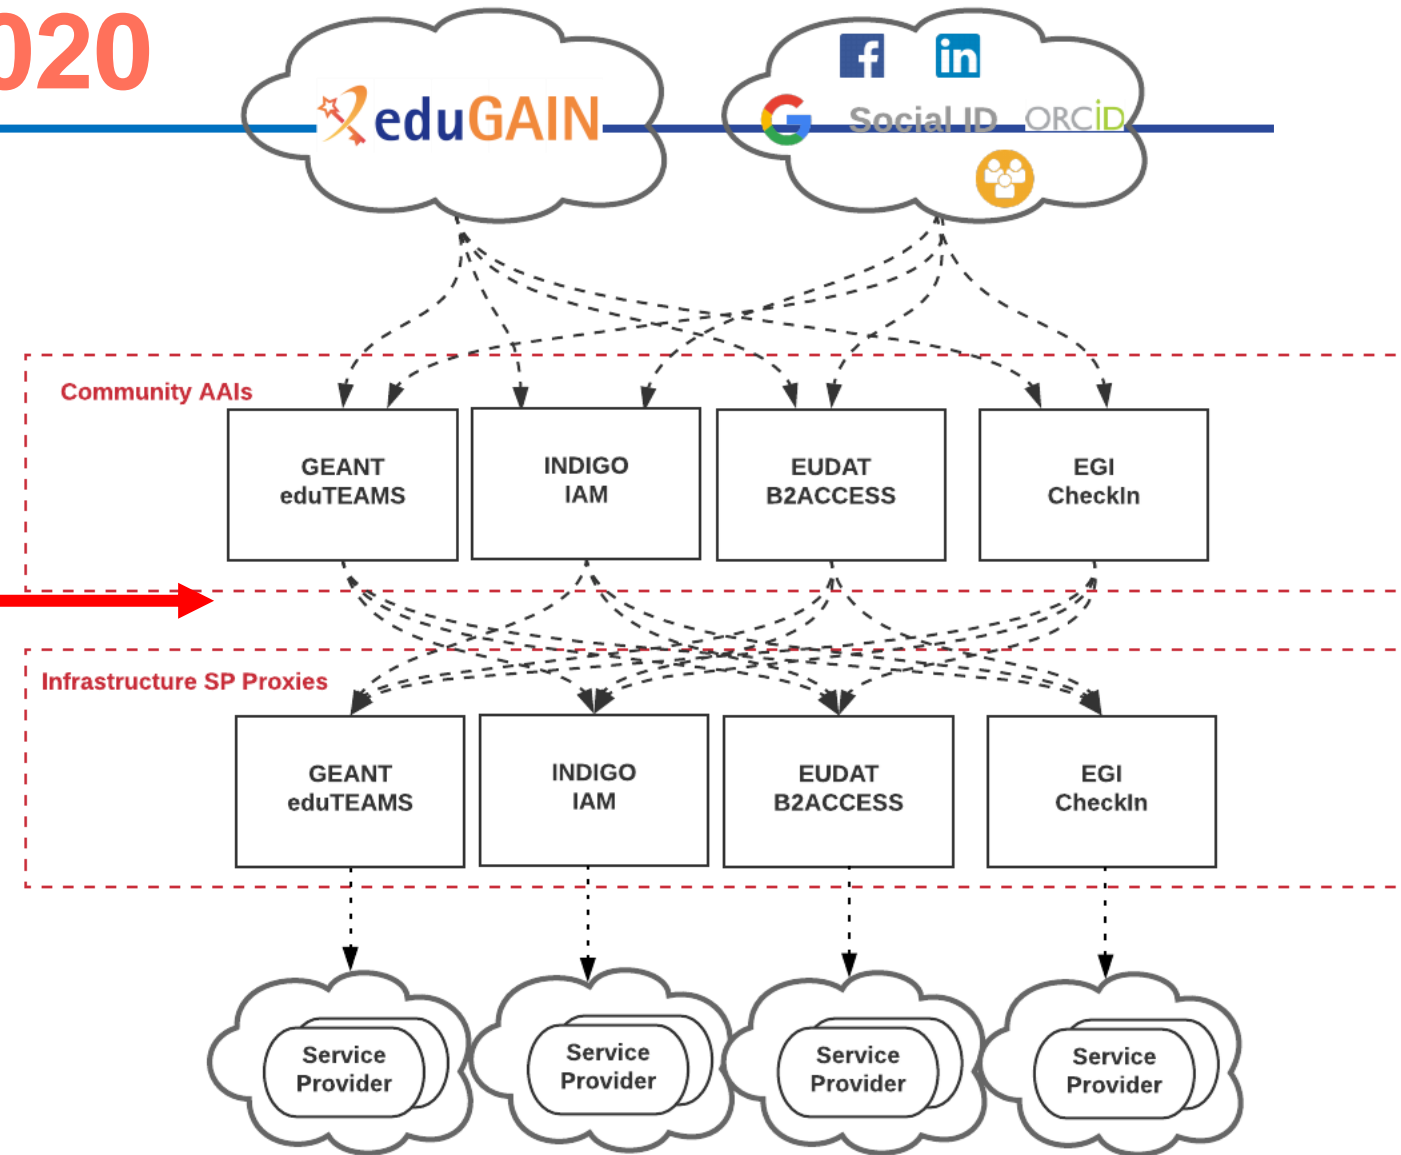 020
eduGAIN
f
in
G
Social ID
ORCiD
Community AAIs
GEANT
eduTEAMS
INDIGO
IAM
EUDAT
B2ACCESS
EGI
CheckIn
Infrastructure SP Proxies
GEANT
eduTEAMS
INDIGO
IAM
EUDAT
B2ACCESS
EGI
CheckIn
Service
Provider
Service
Provider
Service
Provider
Service
Provider